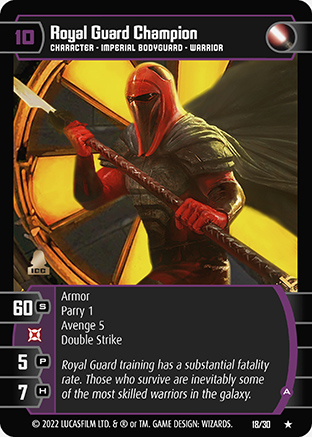 10 Royal Guard Champion
CHARACTER - IMPERIAL BODYGUARD - WARRIOR
ICC
60 S
Armor
Parry 1
Avenge 5
Double Strike
5 P
7 H
Royal Guard training has a substantial fatality
rate. Those who survive are inevitably some
of the most skilled warriors in the galaxy.
A
© 2022 LUCASFILM LTD. & ® or TM. GAME DESIGN: WIZARDS. 18/30 ★